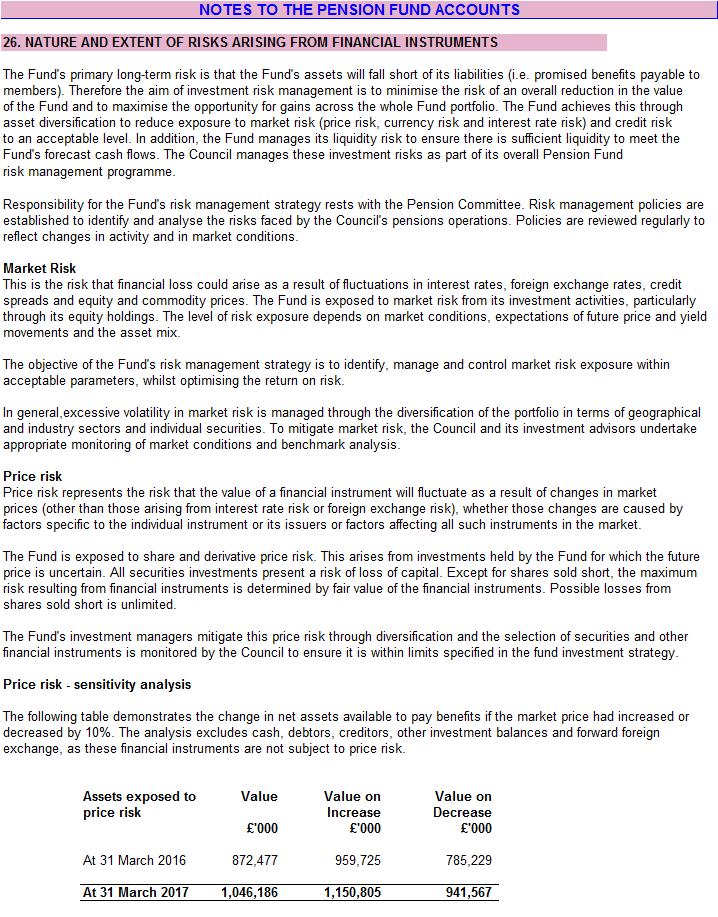 NOTES TO THE PENSION FUND ACCOUNTS
26. NATURE AND EXTENT OF RISKS ARISING FROM FINANCIAL INSTRUMENTS
The Fund's primary long-term risk is that the Fund's assets will fall short of its liabilities (i.e. promised benefits payable to
members). Therefore the aim of investment risk management is to minimise the risk of an overall reduction in the value
of the Fund and to maximise the opportunity for gains across the whole Fund portfolio. The Fund achieves this through
asset diversification to reduce exposure to market risk (price risk, currency risk and interest rate risk) and credit risk
to an acceptable level. In addition, the Fund manages its liquidity risk to ensure there is sufficient liquidity to meet the
Fund's forecast cash flows. The Council manages these investment risks as part of its overall Pension Fund
risk management programme.
Responsibility for the Fund's risk management strategy rests with the Pension Committee. Risk management policies are
established to identify and analyse the risks faced by the Council's pensions operations. Policies are reviewed regularly to
reflect changes in activity and in market conditions.
Market Risk
This is the risk that financial loss could arise as a result of fluctuations in interest rates, foreign exchange rates, credit
spreads and equity and commodity prices. The Fund is exposed to market risk from its investment activities, particularly
through its equity holdings. The level of risk exposure depends on market conditions, expectations of future price and yield
movements and the asset mix.
The objective of the Fund's risk management strategy is to identify, manage and control market risk exposure within
acceptable parameters, whilst optimising the return on risk.
In general,excessive volatility in market risk is managed through the diversification of the portfolio in terms of geographical
and industry sectors and individual securities. To mitigate market risk, the Council and its investment advisors undertake
appropriate monitoring of market conditions and benchmark analysis.
Price risk
Price risk represents the risk that the value of a financial instrument will fluctuate as a result of changes in market
prices (other than those arising from interest rate risk or foreign exchange risk), whether those changes are caused by
factors specific to the individual instrument or its issuers or factors affecting all such instruments in the market.
The Fund is exposed to share and derivative price risk. This arises from investments held by the Fund for which the future
price is uncertain. All securities investments present a risk of loss of capital. Except for shares sold short, the maximum
risk resulting from financial instruments is determined by fair value of the financial instruments. Possible losses from
shares sold short is unlimited.
The Fund's investment managers mitigate this price risk through diversification and the selection of securities and other
financial instruments is monitored by the Council to ensure it is within limits specified in the fund investment strategy.
Price risk - sensitivity analysis
The following table demonstrates the change in net assets available to pay benefits if the market price had increased or
decreased by 10%. The analysis excludes cash, debtors, creditors, other investment balances and forward foreign
exchange, as these financial instruments are not subject to price risk.
Assets exposed to Value Value on Value on
price risk Increase Decrease
£'000 £'000 £'000
At 31 March 2016 872,477 959,725 785,229
At 31 March 2017 1,046,186 1,150,805 941,567